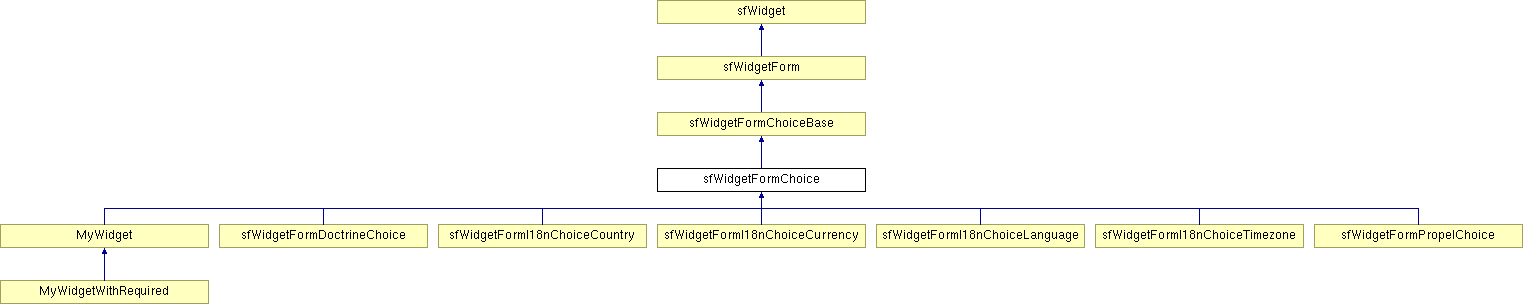 sfWidget
sfWidgetForm
sfWidgetFormChoiceBase
sfWidgetFormChoice
MyWidget
sfWidgetFormDoctrineChoice
sfWidgetFormI18nChoiceCountry
sfWidgetFormI18nChoiceCurrency
sfWidgetFormI18nChoiceLanguage
sfWidgetFormI18nChoiceTimezone
sfWidgetFormPropelChoice
MyWidgetWithRequired